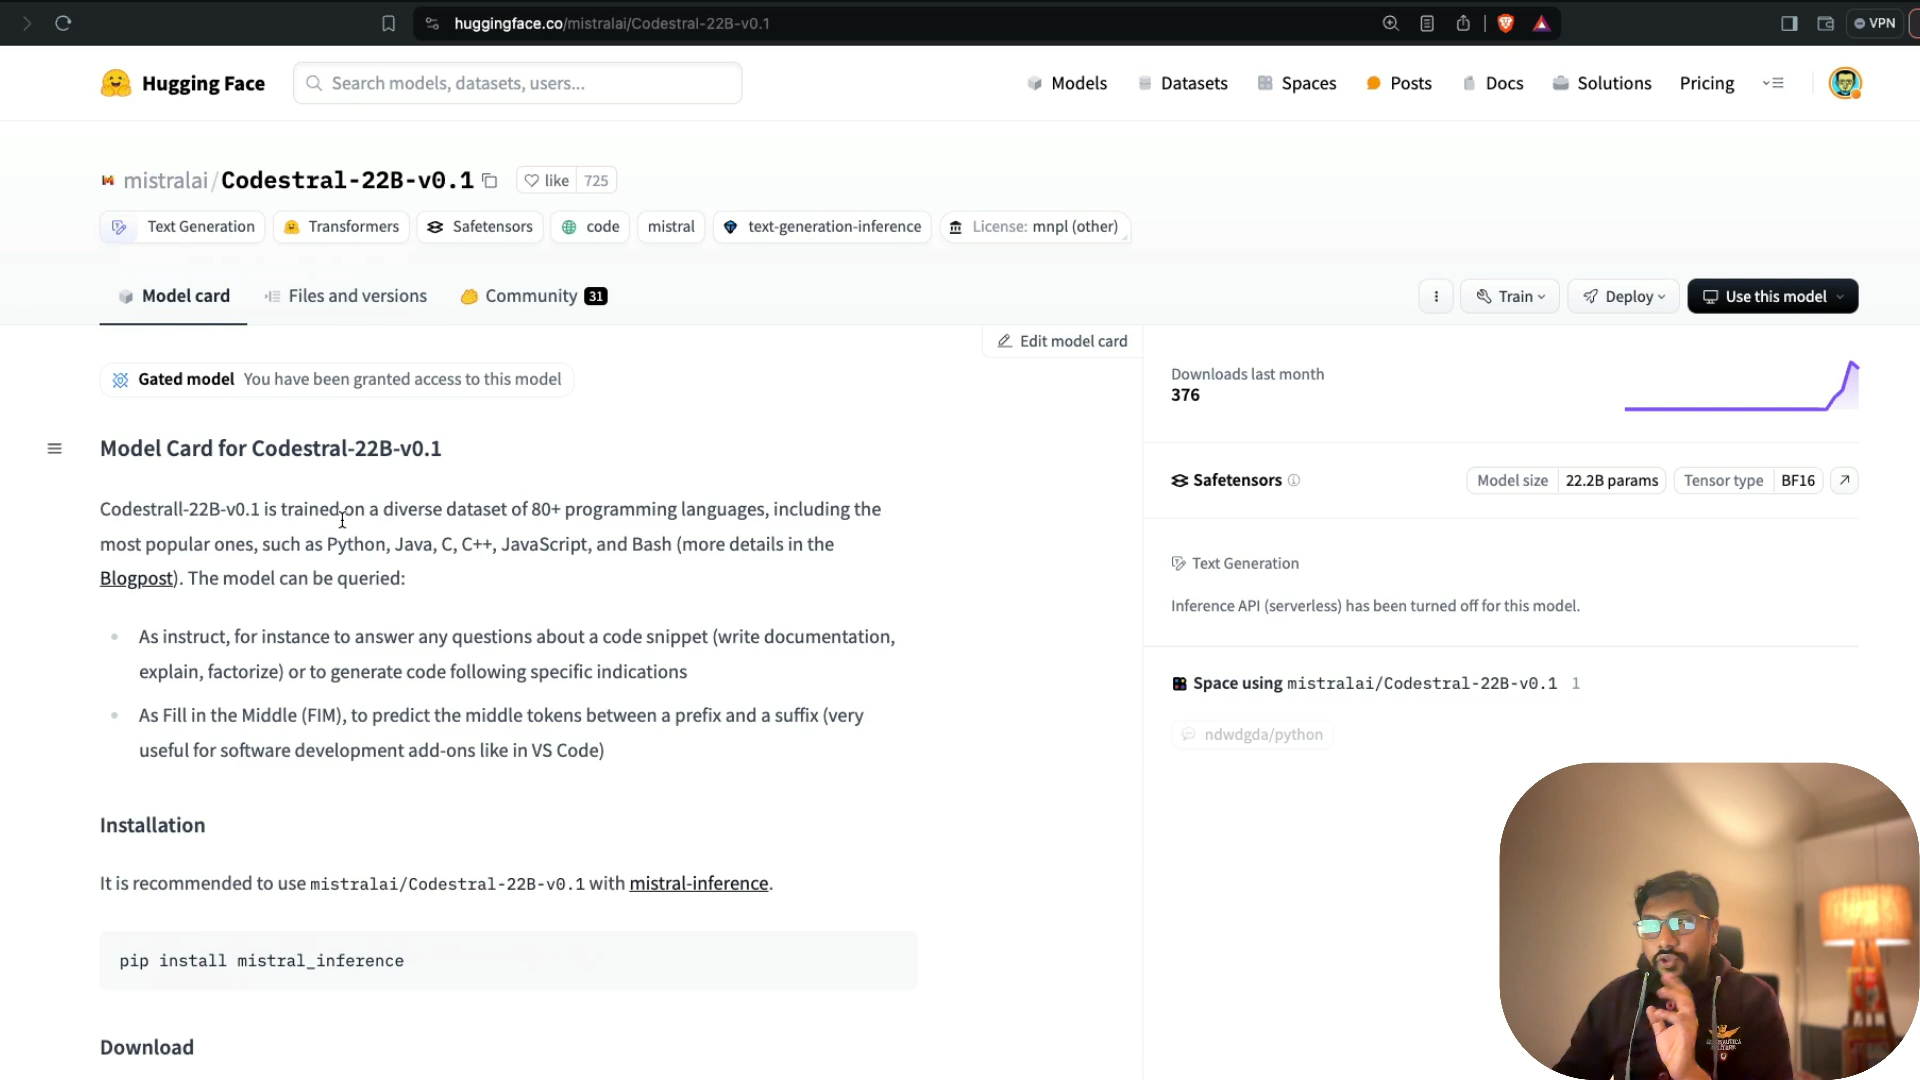 huggingface.co/mistralai/Codestral-22B-v0.1
VPN
Hugging Face
Search models, datasets, users...
Models
Datasets
Spaces
Posts
Docs
Solutions
Pricing
mistralai/Codestral-22B-v0.1
like 725
Text Generation
Transformers
Safetensors
code
mistral
text-generation-inference
License: mnpl (other)
Model card
Files and versions
Community 31
Train
Deploy
Use this model
Edit model card
Gated model You have been granted access to this model
Model Card for Codestral-22B-v0.1
Codestrall-22B-v0.1 is trained on a diverse dataset of 80+ programming languages, including the
most popular ones, such as Python, Java, C, C++, JavaScript, and Bash (more details in the
Blogpost). The model can be queried:
As instruct, for instance to answer any questions about a code snippet (write documentation,
explain, factorize) or to generate code following specific indications
As Fill in the Middle (FIM), to predict the middle tokens between a prefix and a suffix (very
useful for software development add-ons like in VS Code)
Installation
It is recommended to use mistralai/Codestral-22B-v0.1 with mistral-inference.
pip install mistral_inference
Download
Downloads last month
376
Safetensors
Model size 22.2B params
Tensor type BF16
Text Generation
Inference API (serverless) has been turned off for this model.
Space using mistralai/Codestral-22B-v0.1 1
ndwdgda/python